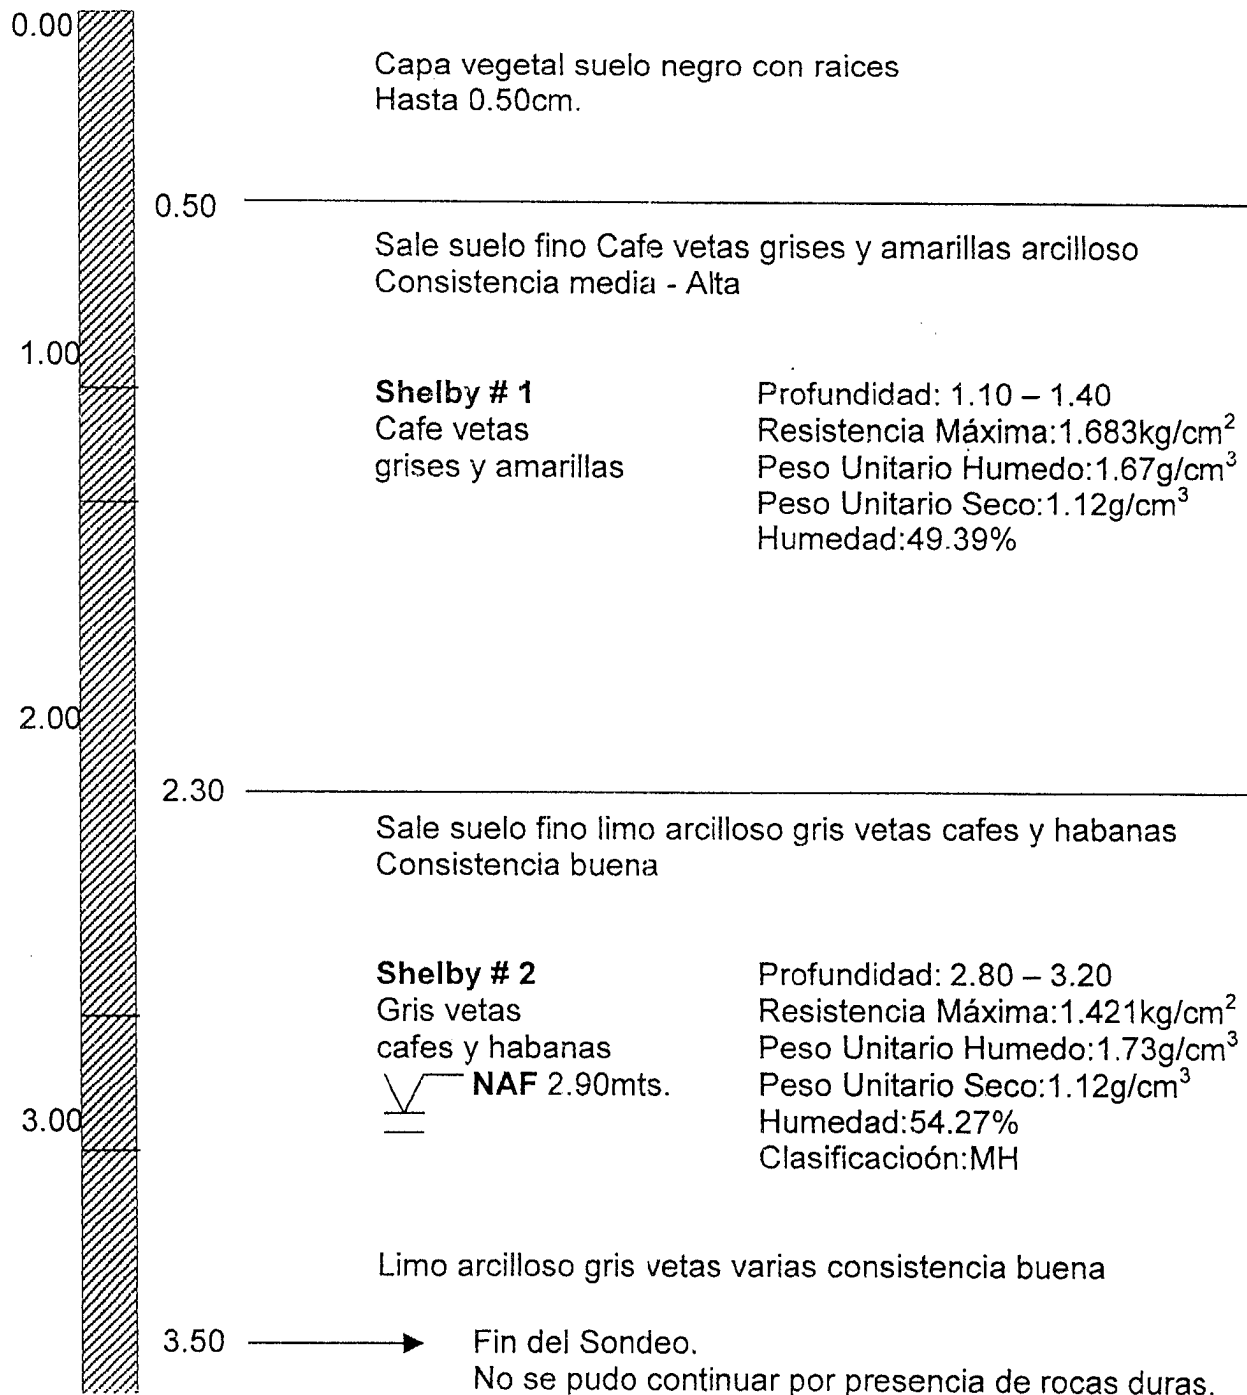 0.00
Capa vegetal suelo negro con raices
Hasta 0.50cm.
0.50
Sale suelo fino Cafe vetas grises y amarillas arcilloso
Consistencia media - Alta
1.00
Shelby # 1
Cafe vetas
grises y amarillas
Profundidad: 1.10 – 1.40
Resistencia Máxima:1.683kg/cm²
Peso Unitario Humedo:1.67g/cm³
Peso Unitario Seco:1.12g/cm³
Humedad:49.39%
2.00
2.30
Sale suelo fino limo arcilloso gris vetas cafes y habanas
Consistencia buena
Shelby # 2
Gris vetas
cafes y habanas
NAF 2.90mts.
Profundidad: 2.80 – 3.20
Resistencia Máxima:1.421kg/cm²
Peso Unitario Humedo:1.73g/cm³
Peso Unitario Seco:1.12g/cm³
Humedad:54.27%
Clasificacioón:MH
3.00
Limo arcilloso gris vetas varias consistencia buena
3.50
Fin del Sondeo.
No se pudo continuar por presencia de rocas duras.